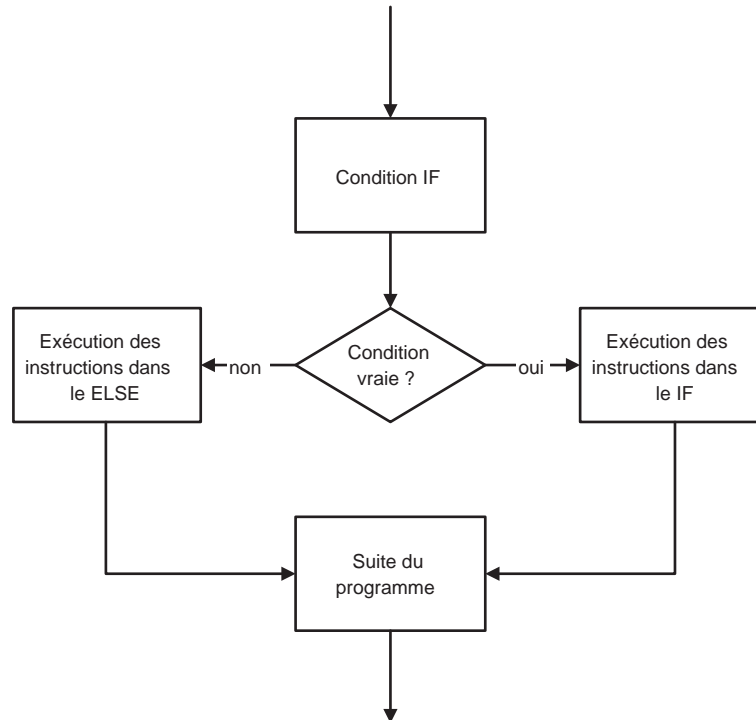 Condition IF
Exécution des
instructions dans
le ELSE
non
Condition
vraie ?
oui
Exécution des
instructions dans
le IF
Suite du
programme